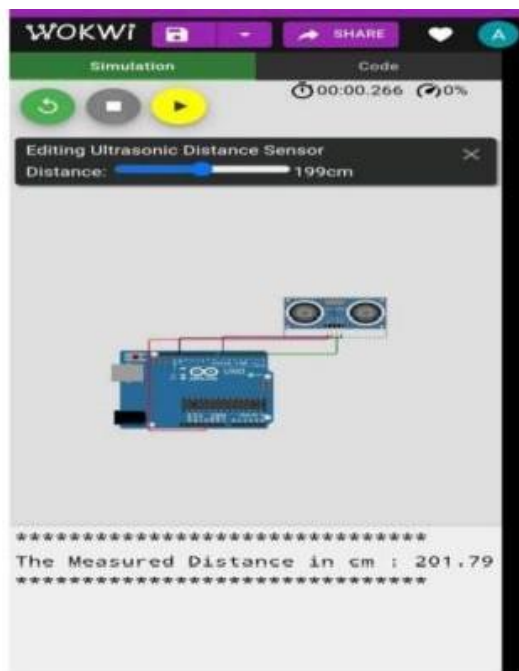 WOKWi SHARE A
Simulation Code
00:00.266 0%
Editing Ultrasonic Distance Sensor
Distance: 199cm
UNO
********************************
The Measured Distance in cm : 201.79
********************************